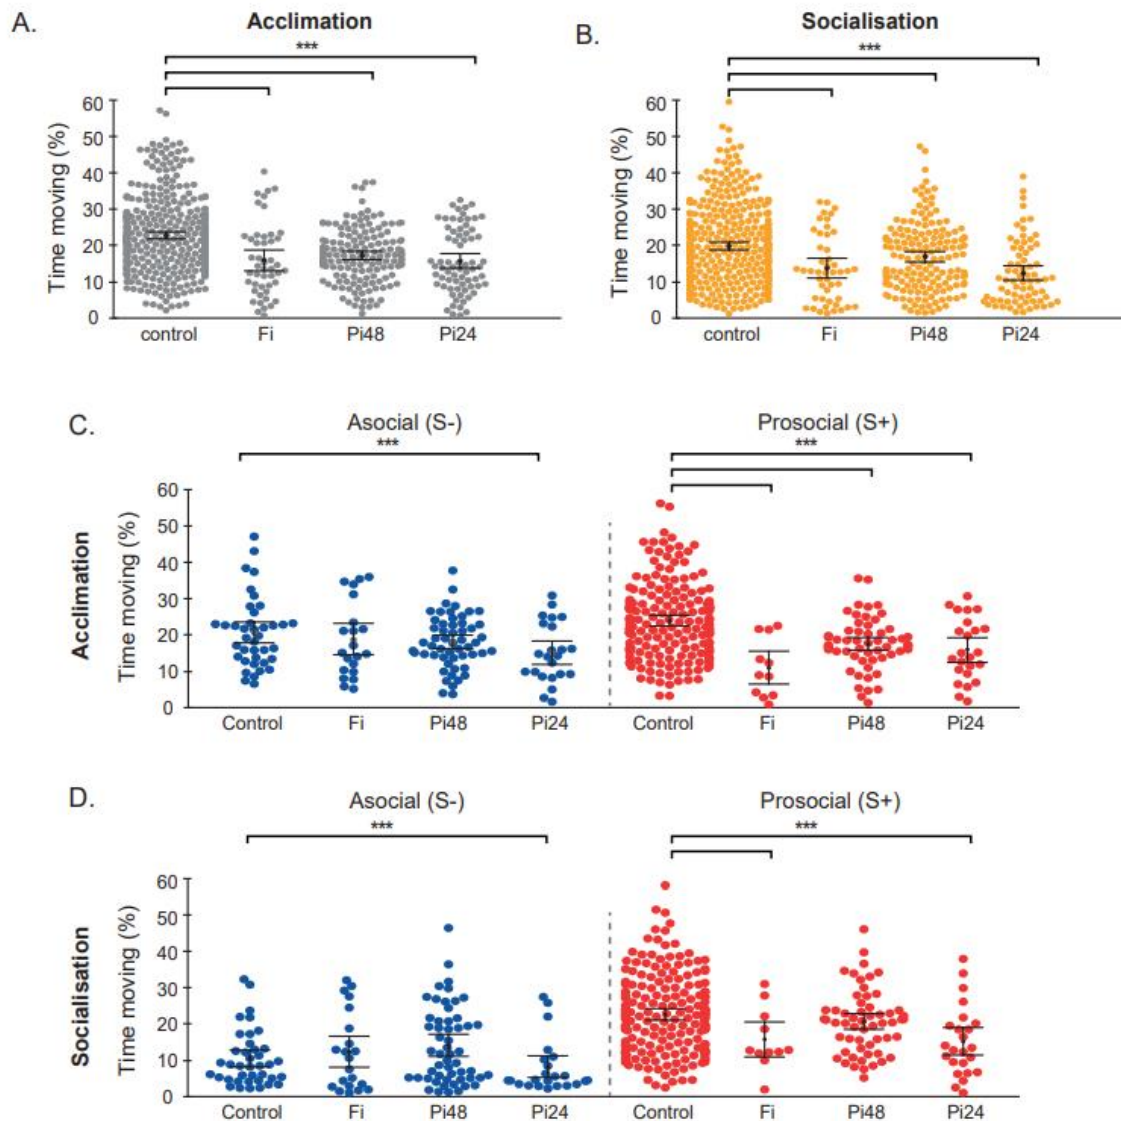 A.
Acclimation
***
Time moving (%)
60
50
40
30
20
10
0
control Fi Pi48 Pi24
B.
Socialisation
***
Time moving (%)
60
50
40
30
20
10
0
control Fi Pi48 Pi24
C.
Asocial (S-) Prosocial (S+)
*** ***
Acclimation
Time moving (%)
60
50
40
30
20
10
0
Control Fi Pi48 Pi24 Control Fi Pi48 Pi24
D.
Asocial (S-) Prosocial (S+)
*** ***
Socialisation
Time moving (%)
60
50
40
30
20
10
0
Control Fi Pi48 Pi24 Control Fi Pi48 Pi24